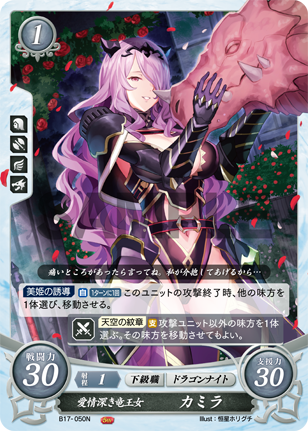 1
痛いところがあったら言ってね。私が介抱してあげるから…
美姫の誘導 自 1ターンに1回 このユニットの攻撃終了時、他の味方を
1体選び、移動させる。
天空の紋章 攻 攻撃ユニット以外の味方を1体
選ぶ。その味方を移動させてもよい。
戦闘力
30
射程 1 下級職 ドラゴンナイト
支援力
30
愛情深き竜王女 カミラ
B17-050N Illust:恒星ホリグチ